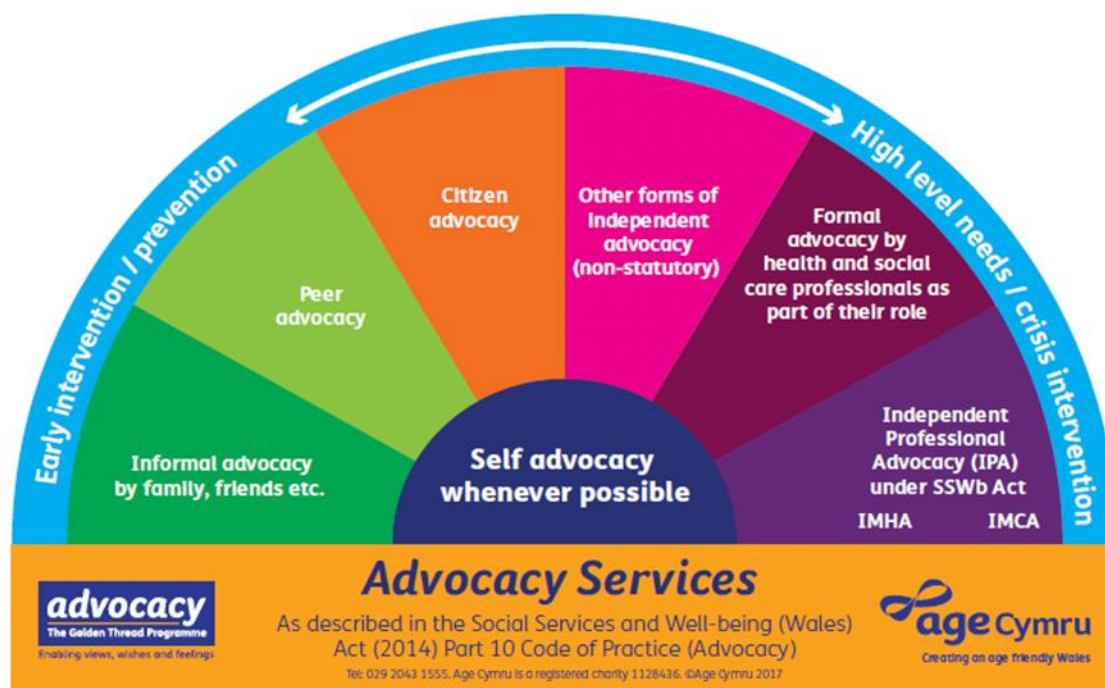 Early intervention / prevention
High level needs / crisis intervention
Informal advocacy
by family, friends etc.
Peer
advocacy
Citizen
advocacy
Other forms of
independent
advocacy
(non-statutory)
Formal
advocacy by
health and social
care professionals as
part of their role
Independent
Professional
Advocacy (IPA)
under SSWb Act
IMHA IMCA
Self advocacy
whenever possible
advocacy
The Golden Thread Programme
Enabling views, wishes and feelings
Advocacy Services
As described in the Social Services and Well-being (Wales)
Act (2014) Part 10 Code of Practice (Advocacy)
Tel: 029 2043 1555. Age Cymru is a registered charity 1128436. ©Age Cymru 2017
age Cymru
Creating an age friendly Wales